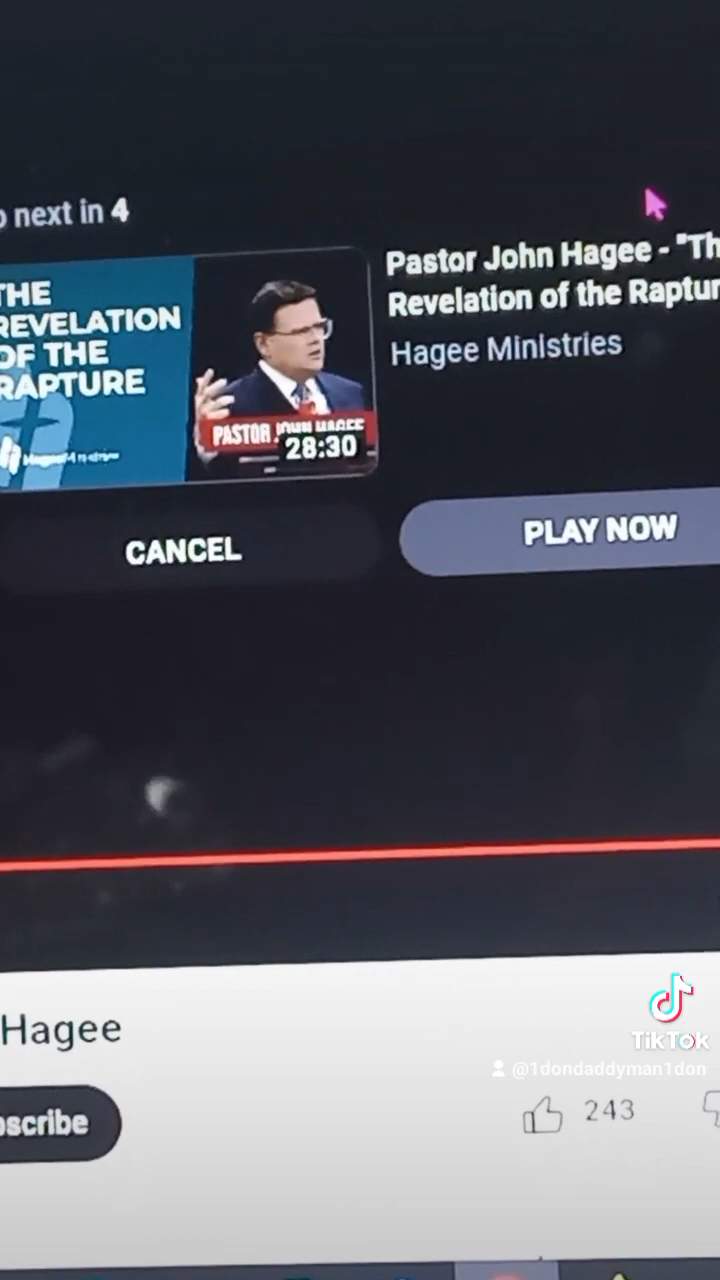 next in 4
THE
REVELATION
OF THE
RAPTURE
PASTOR JOHN HAGEE
28:30
Pastor John Hagee - "Th
Revelation of the Raptur
Hagee Ministries
CANCEL
PLAY NOW
Hagee
TikTok
@1dondaddyman1don
scribe
243